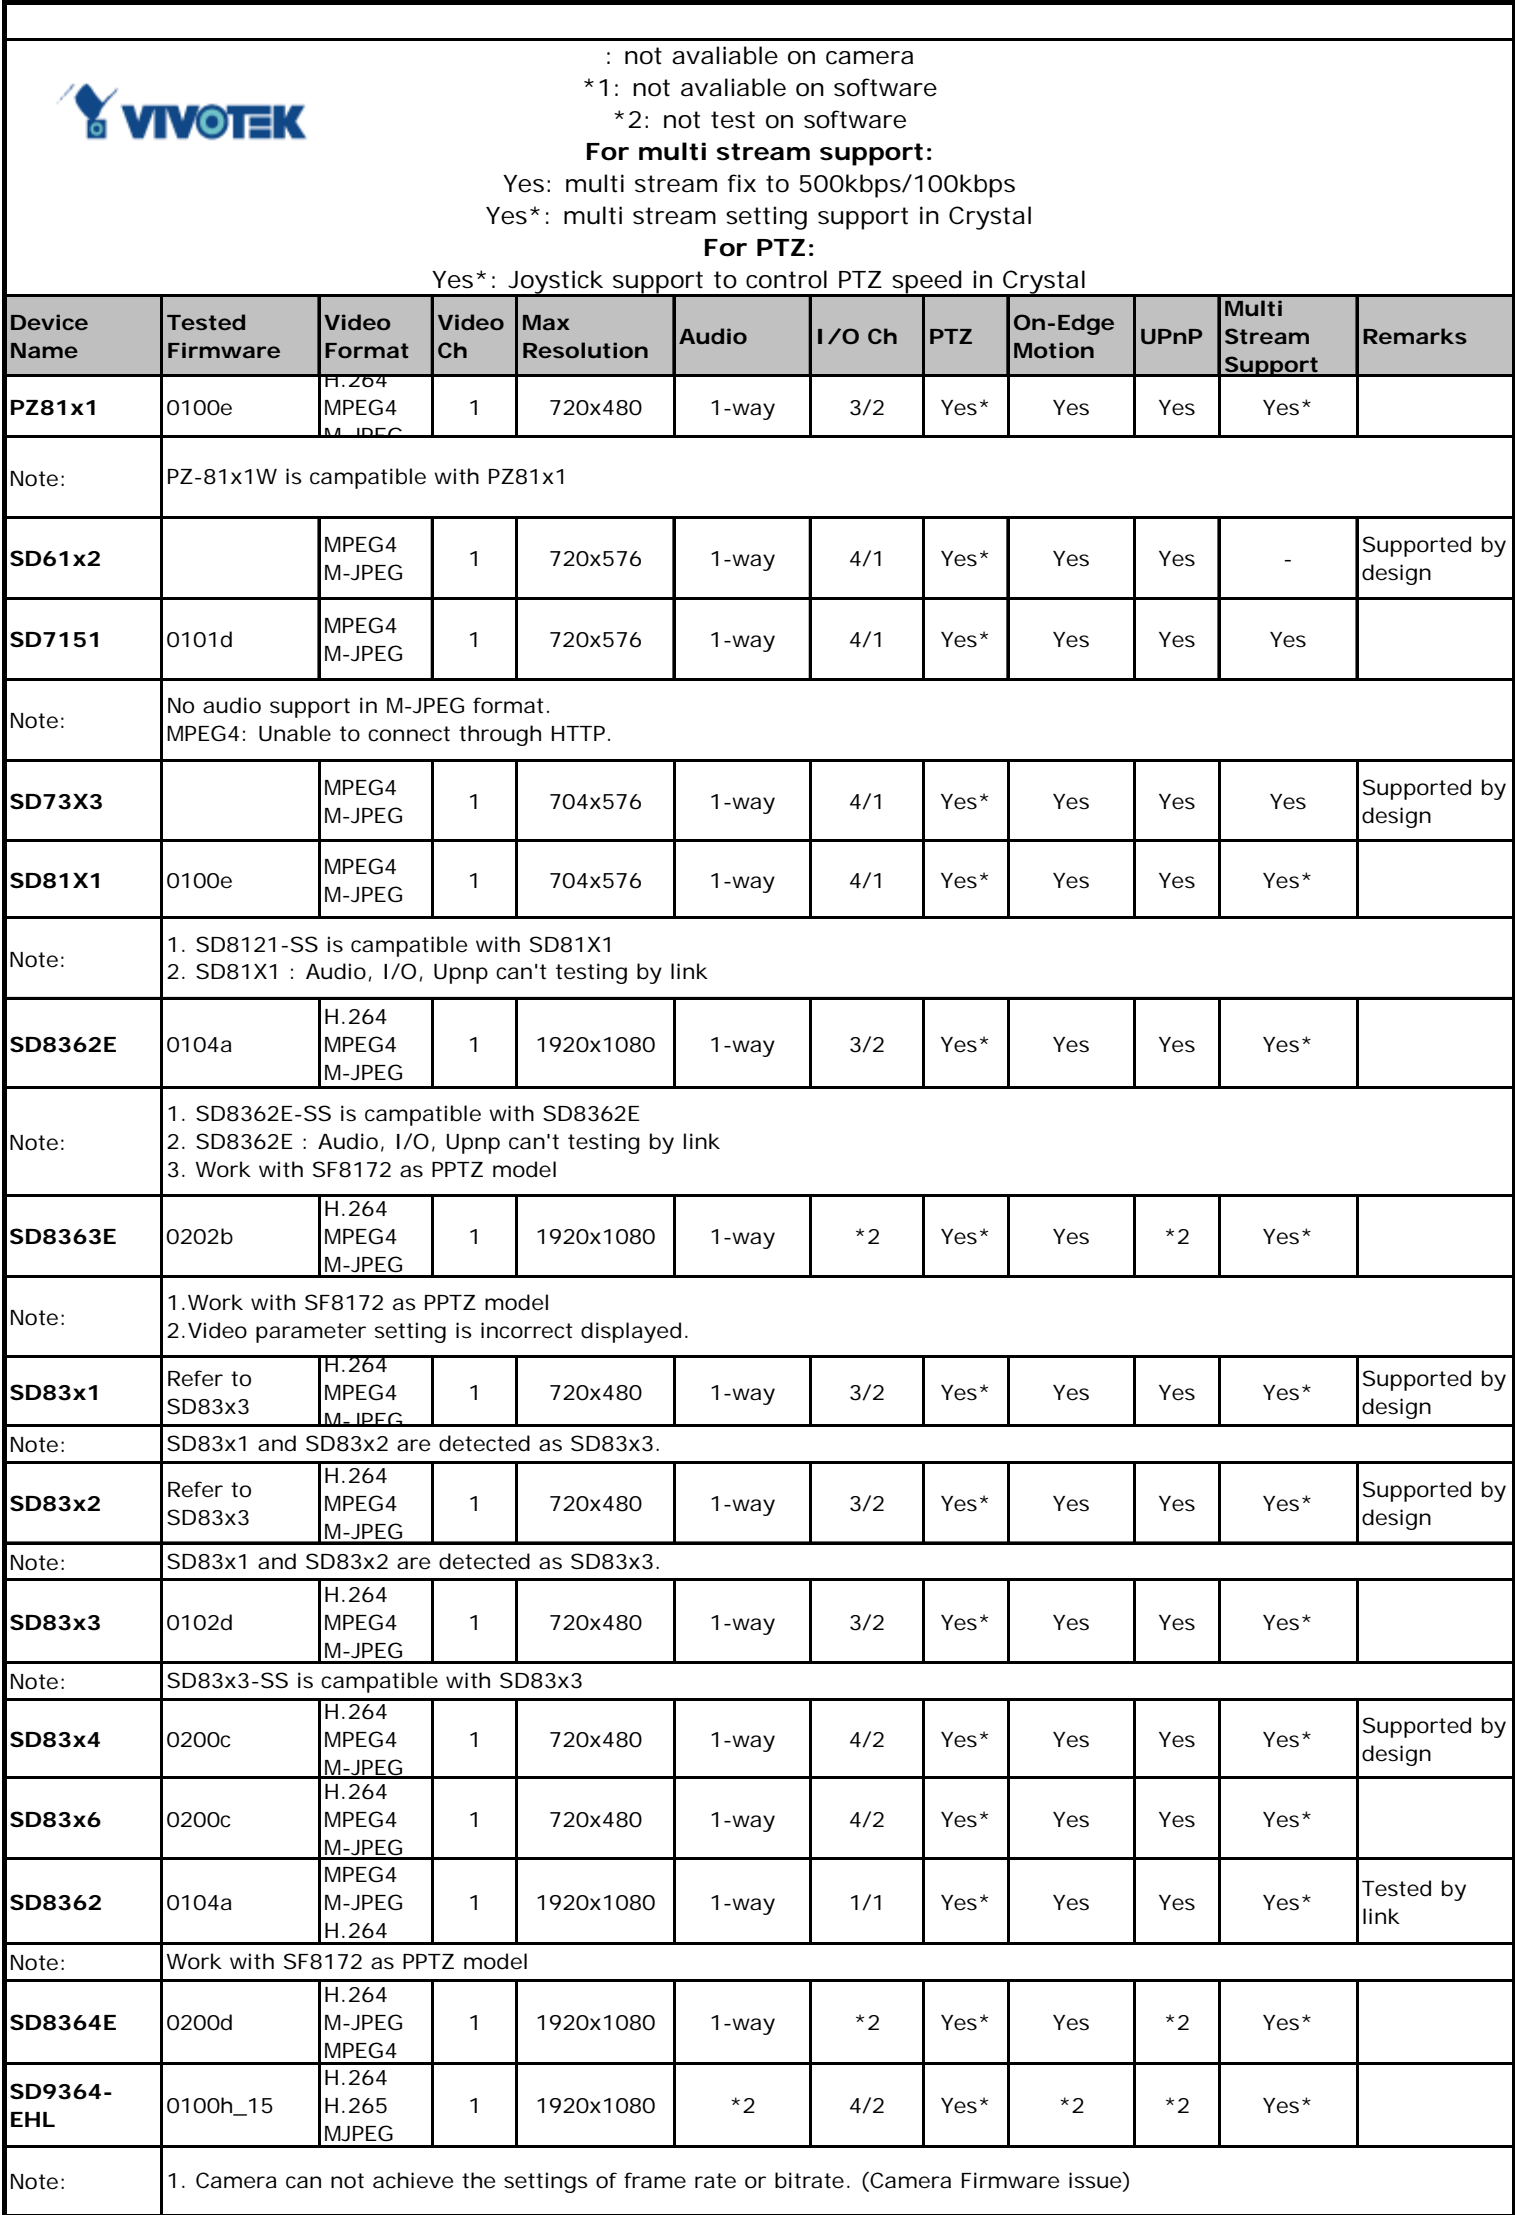 : not avaliable on camera
*1: not avaliable on software
*2: not test on software
VIVOTEK
For multi stream support:
Yes: multi stream fix to 500kbps/100kbps
Yes*: multi stream setting support in Crystal
For PTZ:
Yes*: Joystick support to control PTZ speed in Crystal
Device Name Tested Firmware Video Format Video Ch Max Resolution Audio I/O Ch PTZ On-Edge Motion UPnP Multi Stream Support Remarks
PZ81x1 0100e H.264 MPEG4 M-JPEG 1 720x480 1-way 3/2 Yes* Yes Yes Yes*
Note: PZ-81x1W is campatible with PZ81x1
SD61x2 MPEG4 M-JPEG 1 720x576 1-way 4/1 Yes* Yes Yes - Supported by design
SD7151 0101d MPEG4 M-JPEG 1 720x576 1-way 4/1 Yes* Yes Yes Yes
Note: No audio support in M-JPEG format.
MPEG4: Unable to connect through HTTP.
SD73X3 MPEG4 M-JPEG 1 704x576 1-way 4/1 Yes* Yes Yes Yes Supported by design
SD81X1 0100e MPEG4 M-JPEG 1 704x576 1-way 4/1 Yes* Yes Yes Yes*
Note: 1. SD8121-SS is campatible with SD81X1
2. SD81X1 : Audio, I/O, Upnp can't testing by link
SD8362E 0104a H.264 MPEG4 M-JPEG 1 1920x1080 1-way 3/2 Yes* Yes Yes Yes*
Note: 1. SD8362E-SS is campatible with SD8362E
2. SD8362E : Audio, I/O, Upnp can't testing by link
3. Work with SF8172 as PPTZ model
SD8363E 0202b H.264 MPEG4 M-JPEG 1 1920x1080 1-way *2 Yes* Yes *2 Yes*
Note: 1.Work with SF8172 as PPTZ model
2.Video parameter setting is incorrect displayed.
SD83x1 Refer to SD83x3 H.264 MPEG4 M-JPEG 1 720x480 1-way 3/2 Yes* Yes Yes Yes* Supported by design
Note: SD83x1 and SD83x2 are detected as SD83x3.
SD83x2 Refer to SD83x3 H.264 MPEG4 M-JPEG 1 720x480 1-way 3/2 Yes* Yes Yes Yes* Supported by design
Note: SD83x1 and SD83x2 are detected as SD83x3.
SD83x3 0102d H.264 MPEG4 M-JPEG 1 720x480 1-way 3/2 Yes* Yes Yes Yes*
Note: SD83x3-SS is campatible with SD83x3
SD83x4 0200c H.264 MPEG4 M-JPEG 1 720x480 1-way 4/2 Yes* Yes Yes Yes* Supported by design
SD83x6 0200c H.264 MPEG4 M-JPEG 1 720x480 1-way 4/2 Yes* Yes Yes Yes*
SD8362 0104a MPEG4 M-JPEG H.264 1 1920x1080 1-way 1/1 Yes* Yes Yes Yes* Tested by link
Note: Work with SF8172 as PPTZ model
SD8364E 0200d H.264 M-JPEG MPEG4 1 1920x1080 1-way *2 Yes* Yes *2 Yes*
SD9364-EHL 0100h_15 H.264 H.265 MJPEG 1 1920x1080 *2 4/2 Yes* *2 *2 Yes*
Note: 1. Camera can not achieve the settings of frame rate or bitrate. (Camera Firmware issue)